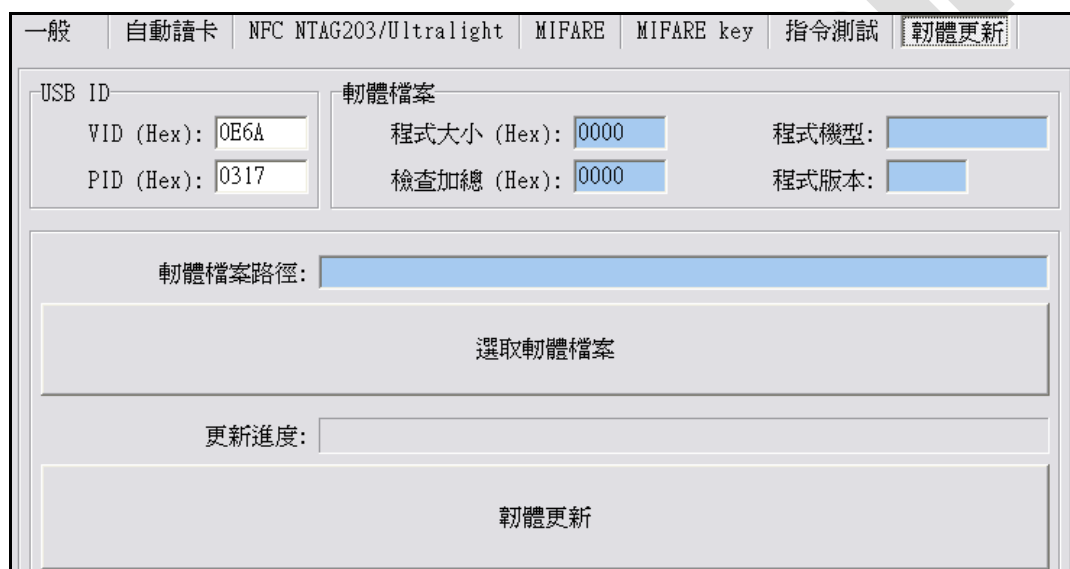 一般 自動讀卡 NFC NTAG203/Ultralight MIFARE MIFARE key 指令測試 韌體更新
USB ID 軔體檔案
VID (Hex): 0E6A 程式大小 (Hex): 0000 程式機型:
PID (Hex): 0317 檢查加總 (Hex): 0000 程式版本:
軔體檔案路徑:
選取軔體檔案
更新進度:
韌體更新